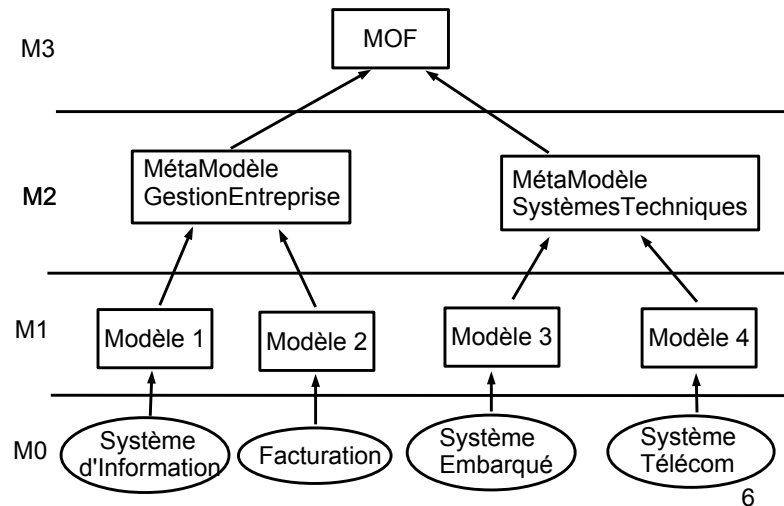 M3
MOF
M2
MétaModèle
GestionEntreprise
MétaModèle
SystèmesTechniques
M1
Modèle 1
Modèle 2
Modèle 3
Modèle 4
M0
Système
d'Information
Facturation
Système
Embarqué
Système
Télécom
6